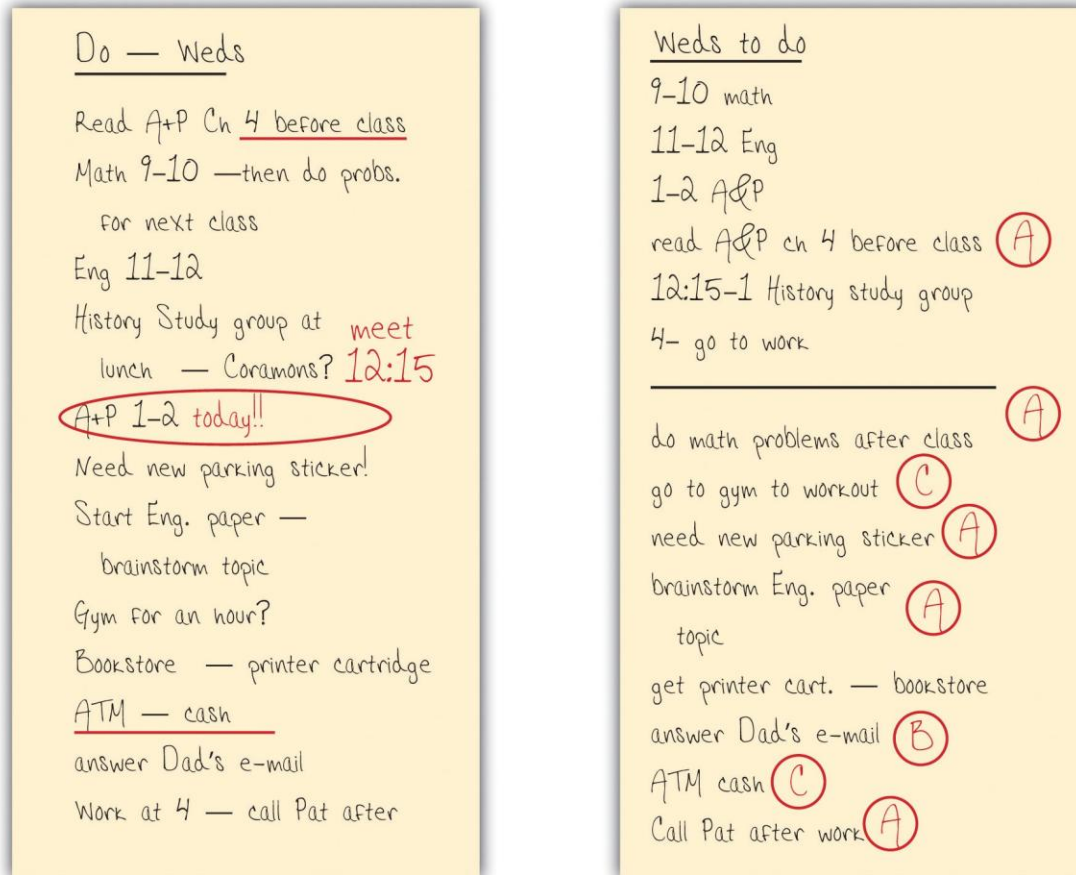 Do — Weds
Read A+P Ch 4 before class
Math 9-10 —then do probs.
for next class
Eng 11-12
History Study group at meet
lunch — Coramons? 12:15
A+P 1-2 today!!
Need new parking sticker!
Start Eng. paper —
brainstorm topic
Gym for an hour?
Bookstore — printer cartridge
ATM — cash
answer Dad's e-mail
Work at 4 — call Pat after
Weds to do
9-10 math
11-12 Eng
1-2 A&P
read A&P ch 4 before class A
12:15-1 History study group
4- go to work
do math problems after class A
go to gym to workout C
need new parking sticker A
brainstorm Eng. paper A
topic
get printer cart. — bookstore
answer Dad's e-mail B
ATM cash C
Call Pat after work A